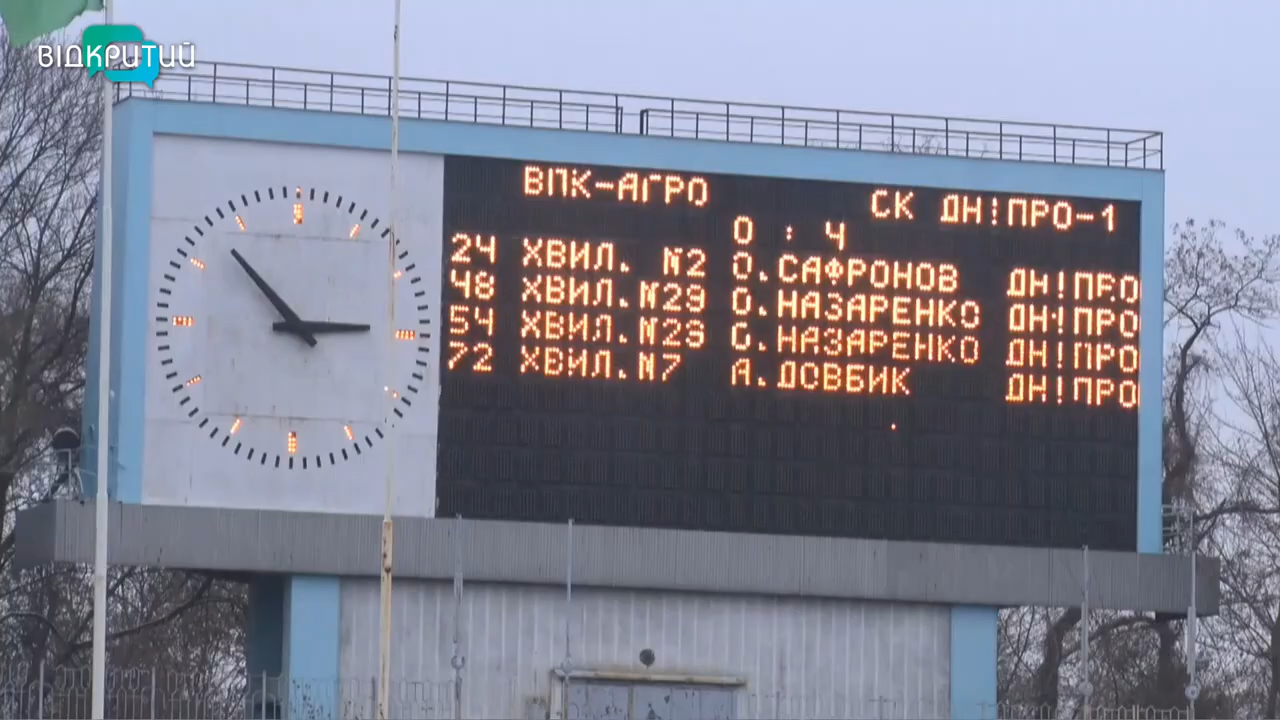 ВІДКРИТИЙ
ВПК-АГРО СК ДН!ПРО-1
0 : 4
24 ХВИЛ. №2 О.САФРОНОВ ДН!ПРО
48 ХВИЛ.№29 О.НАЗАРЕНКО ДН!ПРО
54 ХВИЛ.№29 О.НАЗАРЕНКО ДН!ПРО
72 ХВИЛ.№7 А.ДОВБИК ДН!ПРО